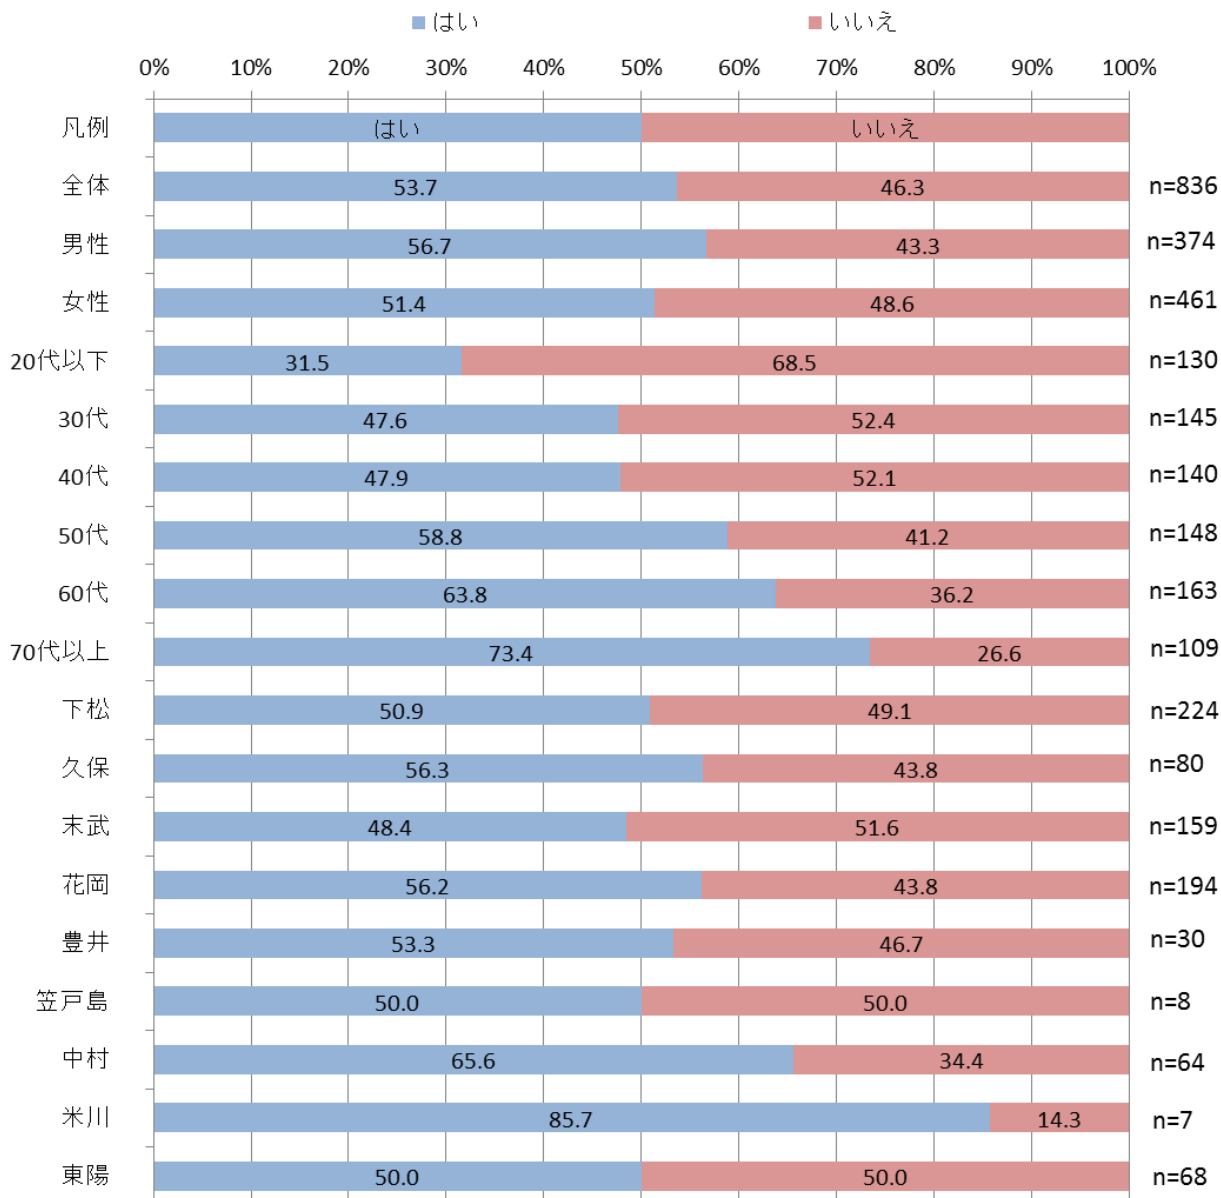 はい いいえ
0% 10% 20% 30% 40% 50% 60% 70% 80% 90% 100%
凡例 はい いいえ
全体 53.7 46.3 n=836
男性 56.7 43.3 n=374
女性 51.4 48.6 n=461
20代以下 31.5 68.5 n=130
30代 47.6 52.4 n=145
40代 47.9 52.1 n=140
50代 58.8 41.2 n=148
60代 63.8 36.2 n=163
70代以上 73.4 26.6 n=109
下松 50.9 49.1 n=224
久保 56.3 43.8 n=80
末武 48.4 51.6 n=159
花岡 56.2 43.8 n=194
豊井 53.3 46.7 n=30
笠戸島 50.0 50.0 n=8
中村 65.6 34.4 n=64
米川 85.7 14.3 n=7
東陽 50.0 50.0 n=68